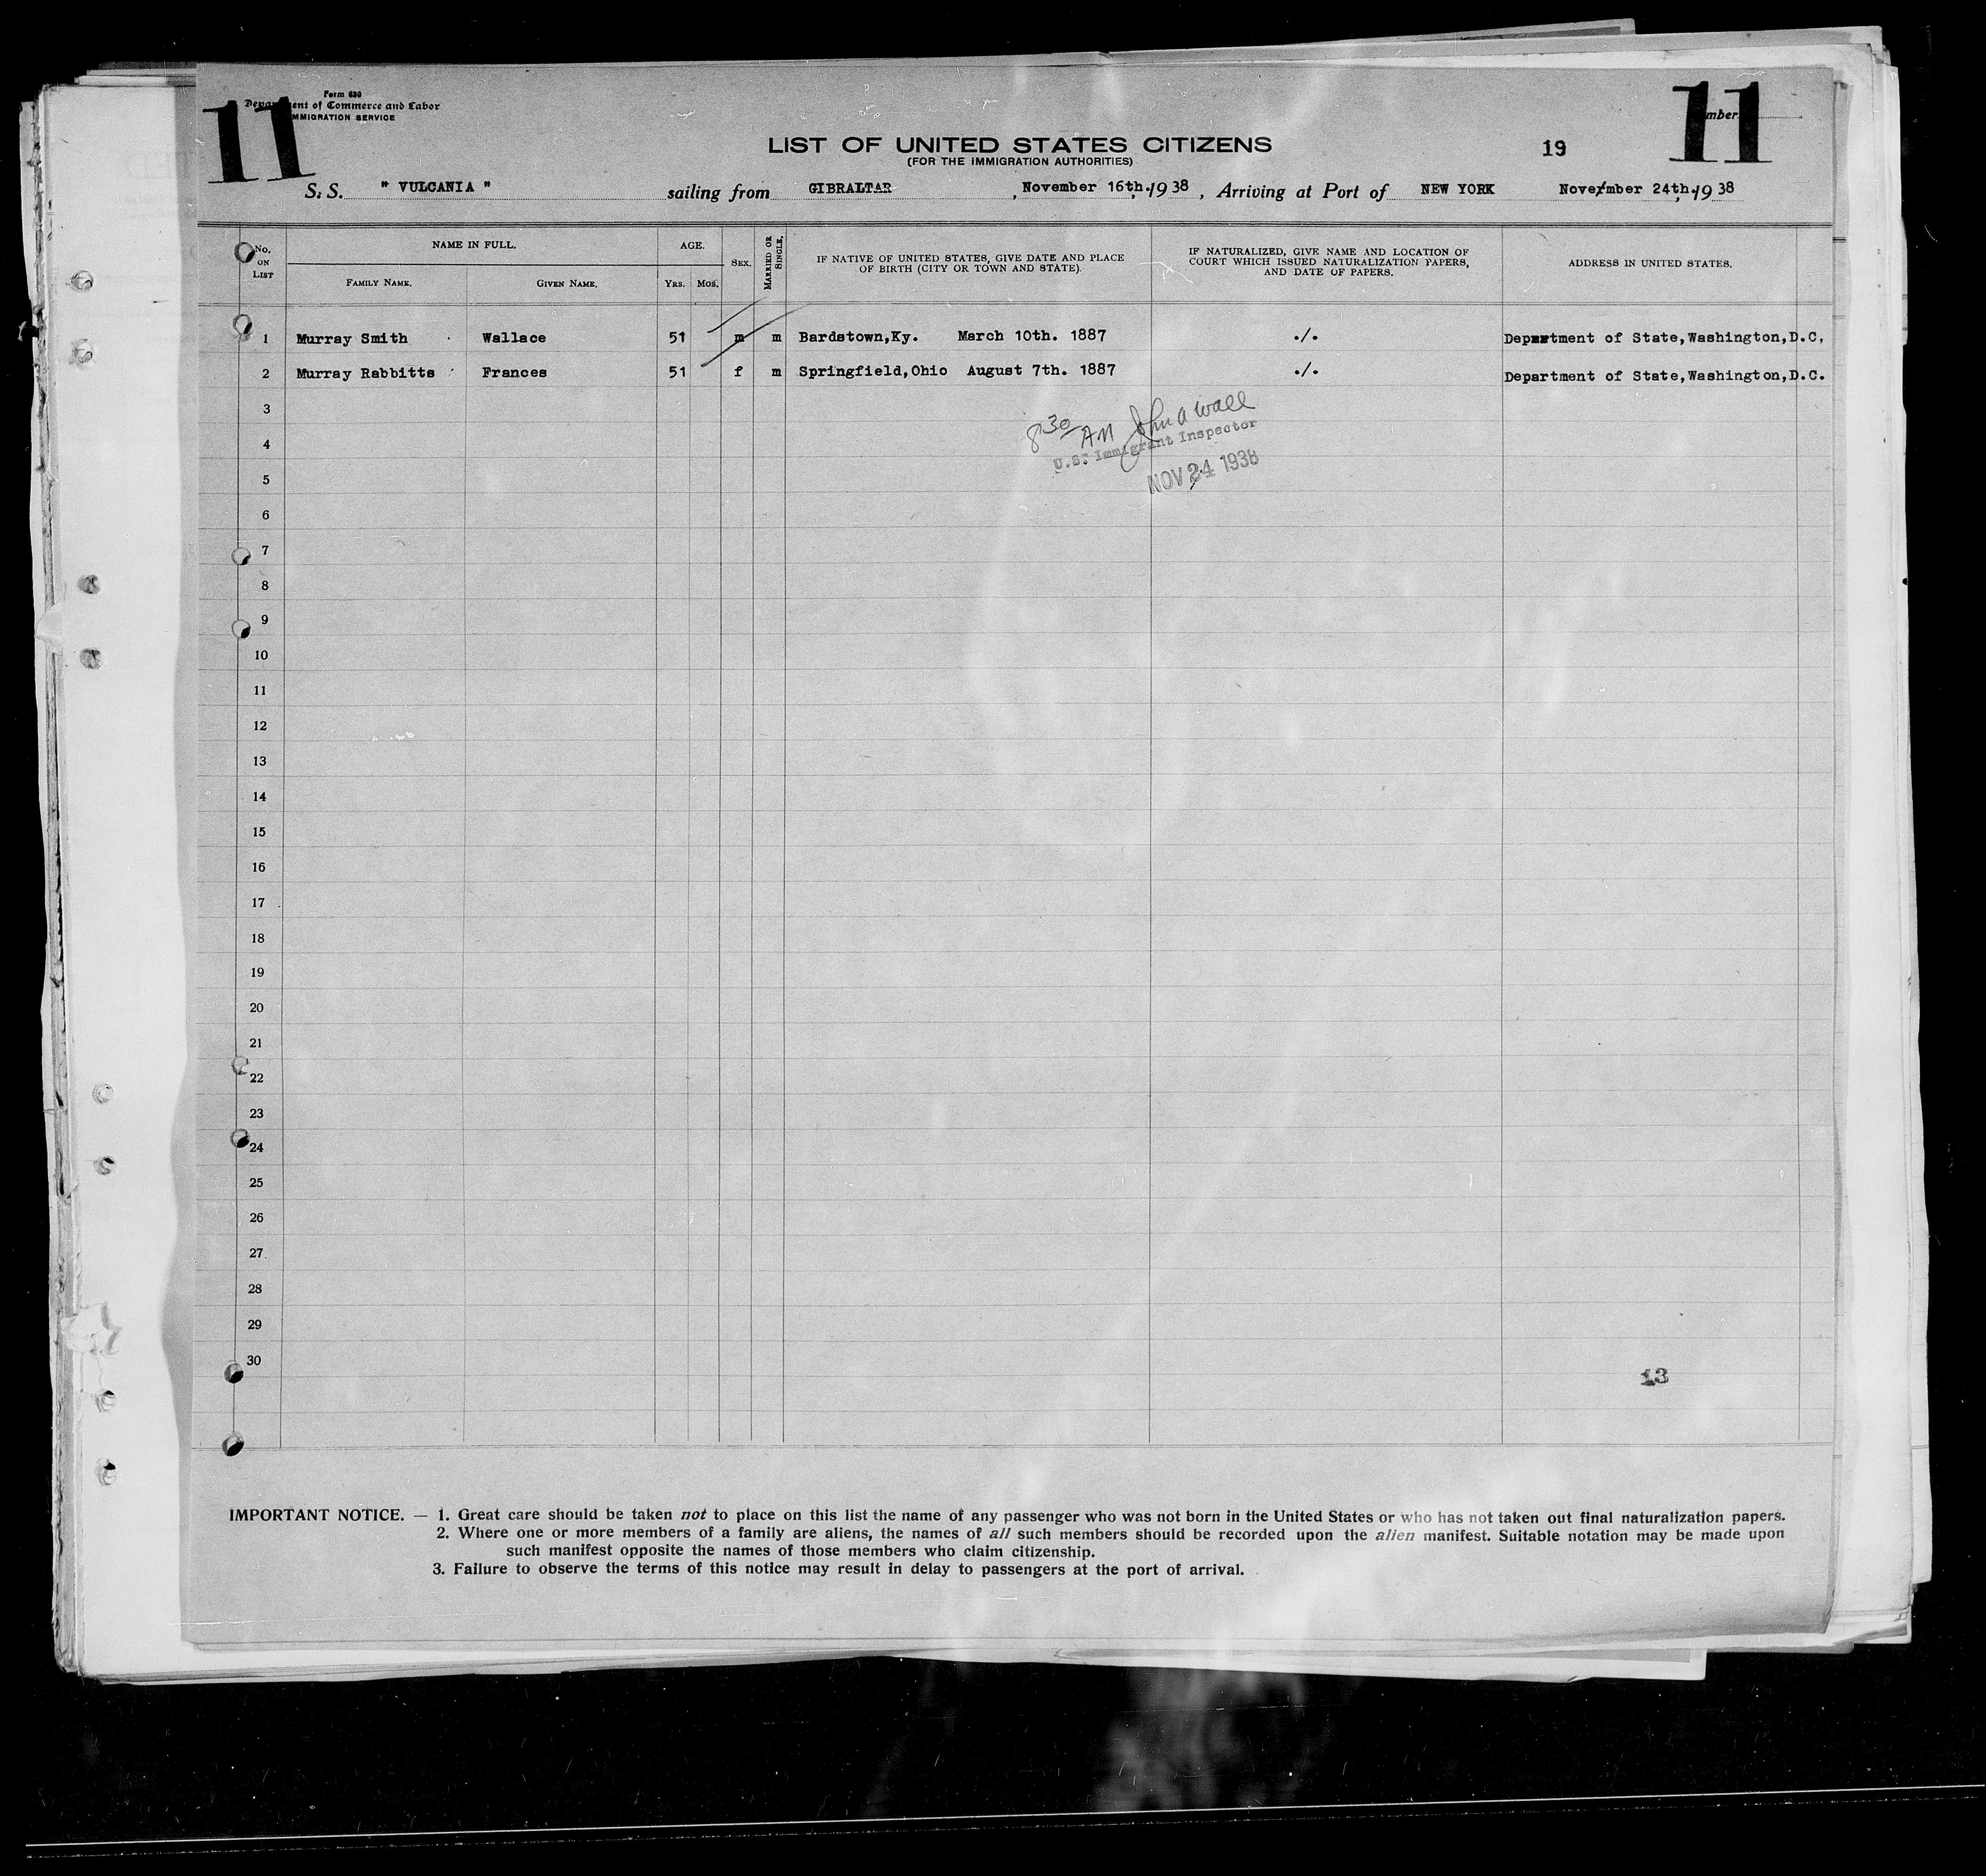 11
Form 630
Department of Commerce and Labor
IMMIGRATION SERVICE
11
mber
LIST OF UNITED STATES CITIZENS
(FOR THE IMMIGRATION AUTHORITIES)
19
S. S. " VULCANIA " sailing from GIBRALTAR , November 16th. 1938 , Arriving at Port of NEW YORK November 24th. , 1938
No. ON LIST
NAME IN FULL.
FAMILY NAME.
GIVEN NAME.
AGE.
YRS.
MOS.
SEX.
MARRIED OR SINGLE.
IF NATIVE OF UNITED STATES, GIVE DATE AND PLACE
OF BIRTH (CITY OR TOWN AND STATE).
IF NATURALIZED, GIVE NAME AND LOCATION OF
COURT WHICH ISSUED NATURALIZATION PAPERS,
AND DATE OF PAPERS.
ADDRESS IN UNITED STATES.
1 Murray Smith Wallace 51 m m Bardstown,Ky. March 10th. 1887 ./. Department of State,Washington,D.C.
2 Murray Rabbitts Frances 51 f m Springfield,Ohio August 7th. 1887 ./. Department of State,Washington,D.C.
3
8 30 AM John A Wall
4
U.S. Immigrant Inspector
5
NOV 24 1938
6
7
8
9
10
11
12
13
14
15
16
17
18
19
20
21
22
23
24
25
26
27
28
29
30
13
IMPORTANT NOTICE. — 1. Great care should be taken not to place on this list the name of any passenger who was not born in the United States or who has not taken out final naturalization papers.
2. Where one or more members of a family are aliens, the names of all such members should be recorded upon the alien manifest. Suitable notation may be made upon
such manifest opposite the names of those members who claim citizenship.
3. Failure to observe the terms of this notice may result in delay to passengers at the port of arrival.